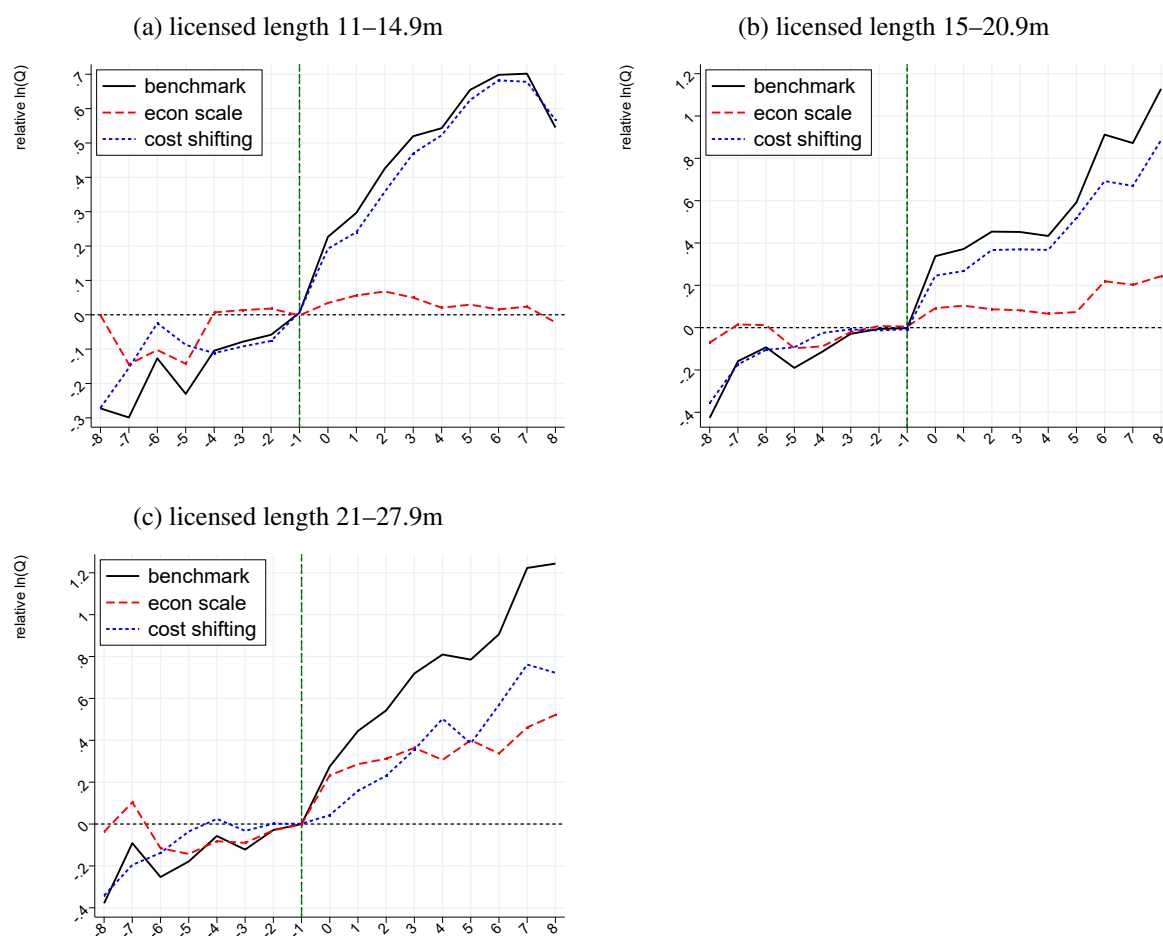 (a) licensed length 11–14.9m
relative ln(Q)
.7
.6
.5
.4
.3
.2
.1
0
-.1
-.2
-.3
benchmark
econ scale
cost shifting
-8 -7 -6 -5 -4 -3 -2 -1 0 1 2 3 4 5 6 7 8
(b) licensed length 15–20.9m
relative ln(Q)
1.2
1
.8
.6
.4
.2
0
-.2
-.4
benchmark
econ scale
cost shifting
-8 -7 -6 -5 -4 -3 -2 -1 0 1 2 3 4 5 6 7 8
(c) licensed length 21–27.9m
relative ln(Q)
1.2
1
.8
.6
.4
.2
0
-.2
-.4
benchmark
econ scale
cost shifting
-8 -7 -6 -5 -4 -3 -2 -1 0 1 2 3 4 5 6 7 8